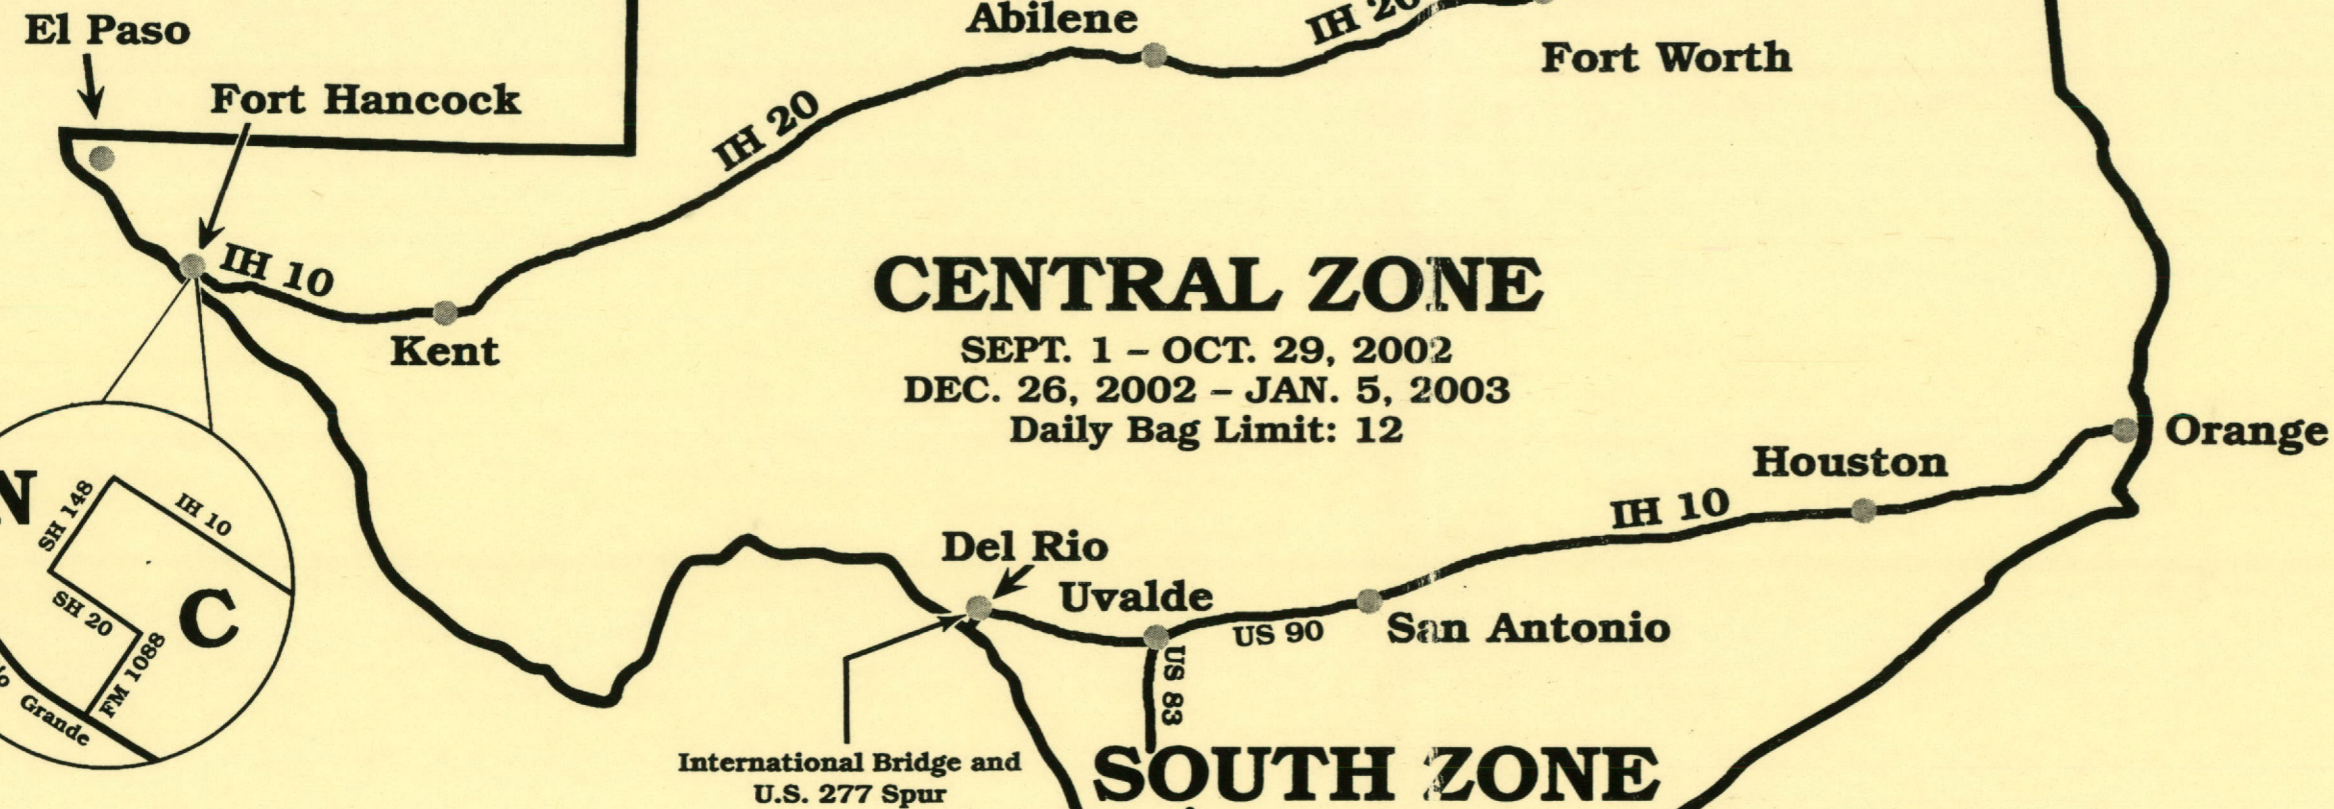 El Paso
Abilene
IH 20
Fort Worth
Fort Hancock
IH 20
IH 10
Kent
CENTRAL ZONE
SEPT. 1 – OCT. 29, 2002
DEC. 26, 2002 – JAN. 5, 2003
Daily Bag Limit: 12
Orange
Houston
IH 10
N
SH 148
IH 10
SH 20
C
FM 1088
Grande
Del Rio
Uvalde
US 90
San Antonio
US 83
International Bridge and
U.S. 277 Spur
SOUTH ZONE